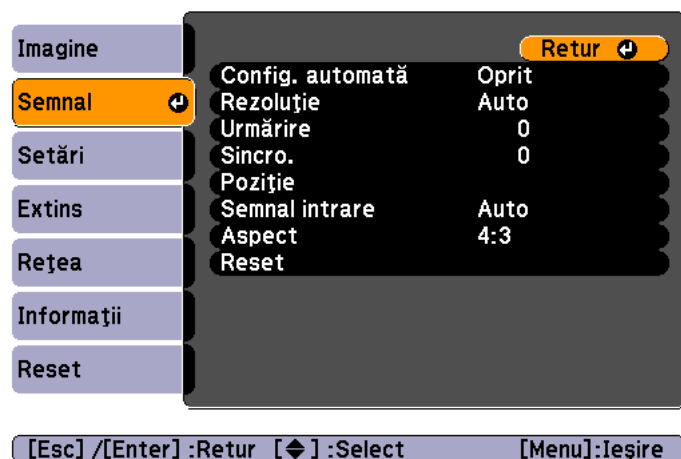 Imagine
Semnal
Setări
Extins
Reţea
Informaţii
Reset
Retur
Config. automată Oprit
Rezoluţie Auto
Urmărire 0
Sincro. 0
Poziţie
Semnal intrare Auto
Aspect 4:3
Reset
[Esc] /[Enter] :Retur [◆] :Select [Menu]:Ieşire